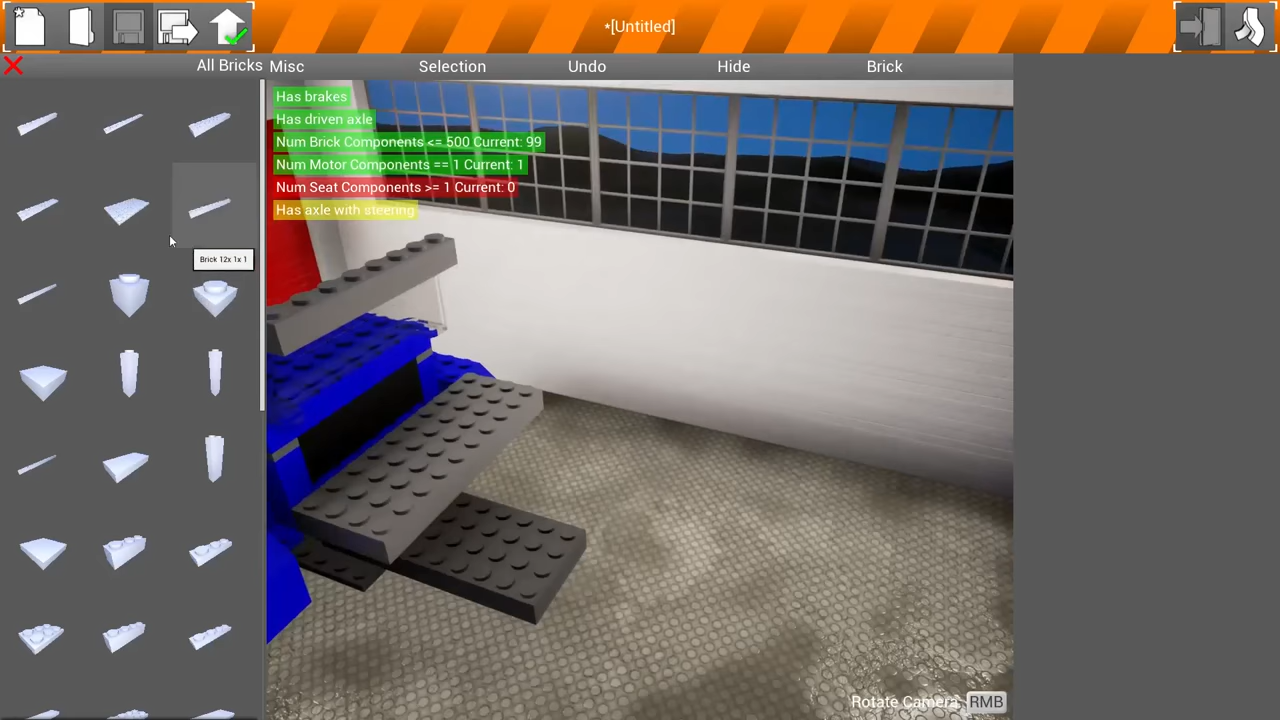 *[Untitled]
All Bricks Misc Selection Undo Hide Brick
Has brakes
Has driven axle
Num Brick Components <= 500 Current: 99
Num Motor Components == 1 Current: 1
Num Seat Components >= 1 Current: 0
Has axle with steering
Brick 12x 1x 1
Rotate Camera: RMB